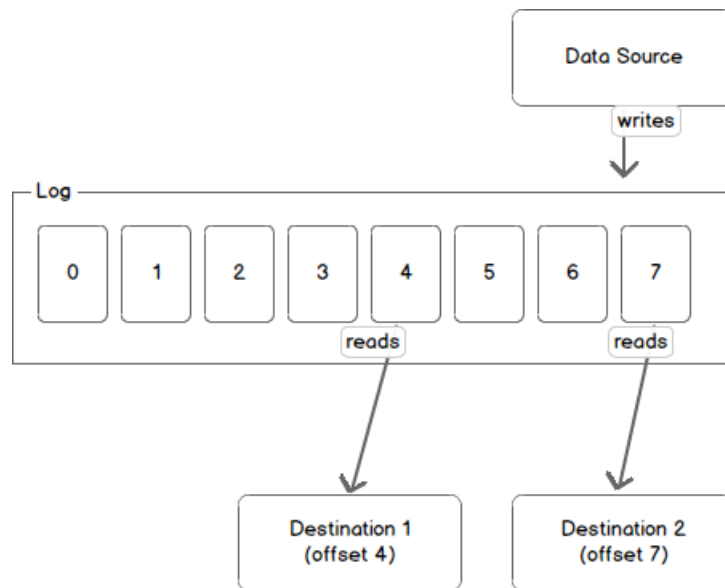 Data Source
writes
Log
0 1 2 3 4 5 6 7
reads reads
Destination 1
(offset 4)
Destination 2
(offset 7)